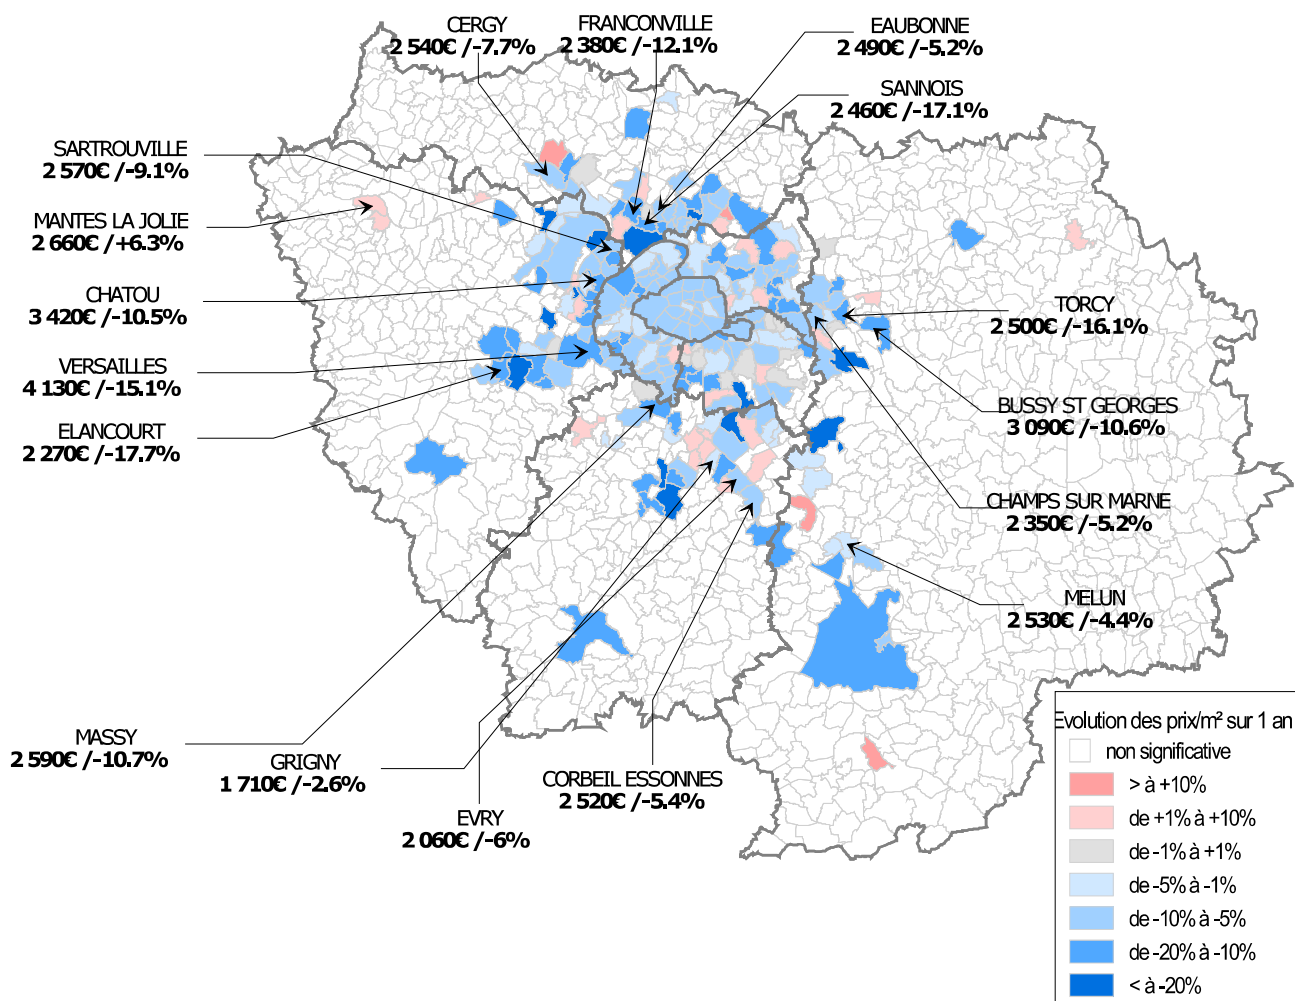 CERGY
2 540€ /-7.7%
FRANCONVILLE
2 380€ /-12.1%
EAUBONNE
2 490€ /-5.2%
SANNOIS
2 460€ /-17.1%
SARTROUVILLE
2 570€ /-9.1%
MANTES LA JOLIE
2 660€ /+6.3%
CHATOU
3 420€ /-10.5%
VERSAILLES
4 130€ /-15.1%
ELANCOURT
2 270€ /-17.7%
TORCY
2 500€ /-16.1%
BUSSY ST GEORGES
3 090€ /-10.6%
CHAMPS SUR MARNE
2 350€ /-5.2%
MELUN
2 530€ /-4.4%
MASSY
2 590€ /-10.7%
GRIGNY
1 710€ /-2.6%
EVRY
2 060€ /-6%
CORBEIL ESSONNES
2 520€ /-5.4%
Evolution des prix/m² sur 1 an
non significative
> à +10%
de +1% à +10%
de -1% à +1%
de -5% à -1%
de -10% à -5%
de -20% à -10%
< à -20%